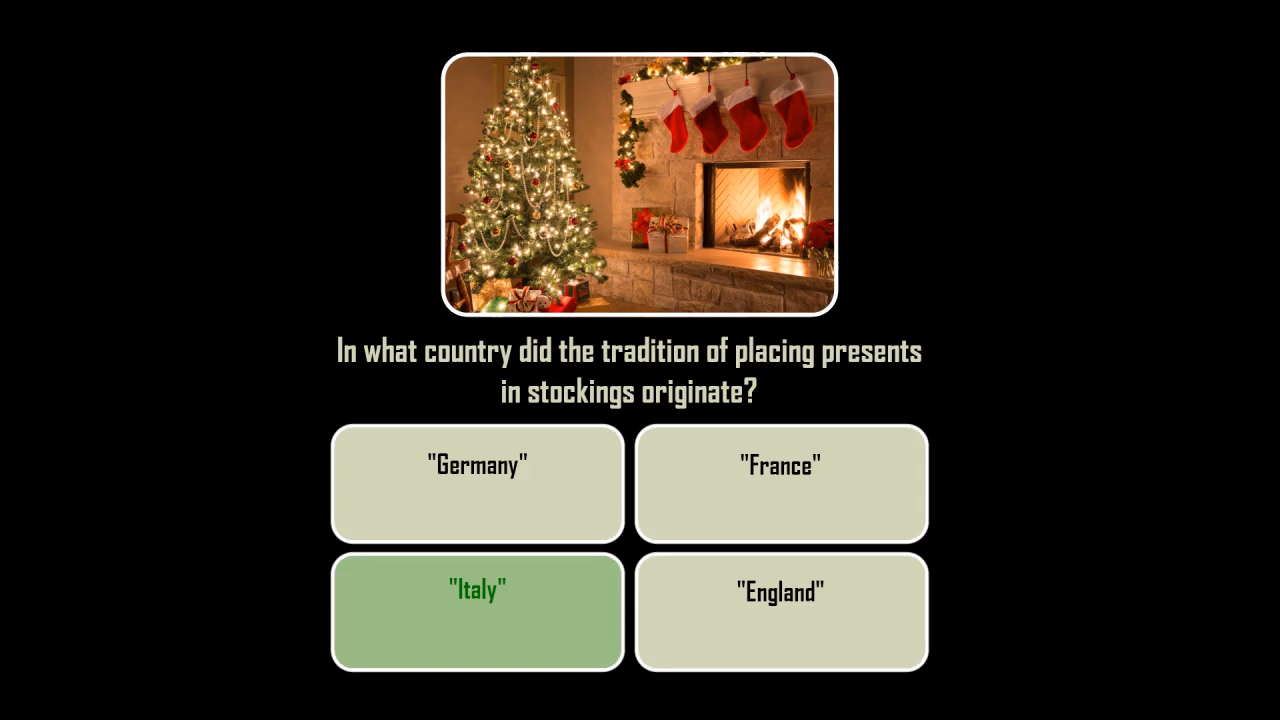 In what country did the tradition of placing presents
in stockings originate?
"Germany"
"France"
"Italy"
"England"